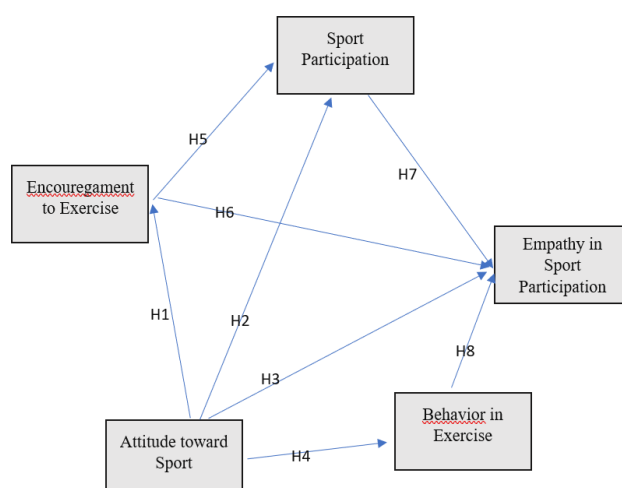 Sport
Participation
H5
H7
Encouregament
to Exercise
H6
Empathy in
Sport
Participation
H1
H2
H8
H3
Behavior in
Exercise
Attitude toward
Sport
H4